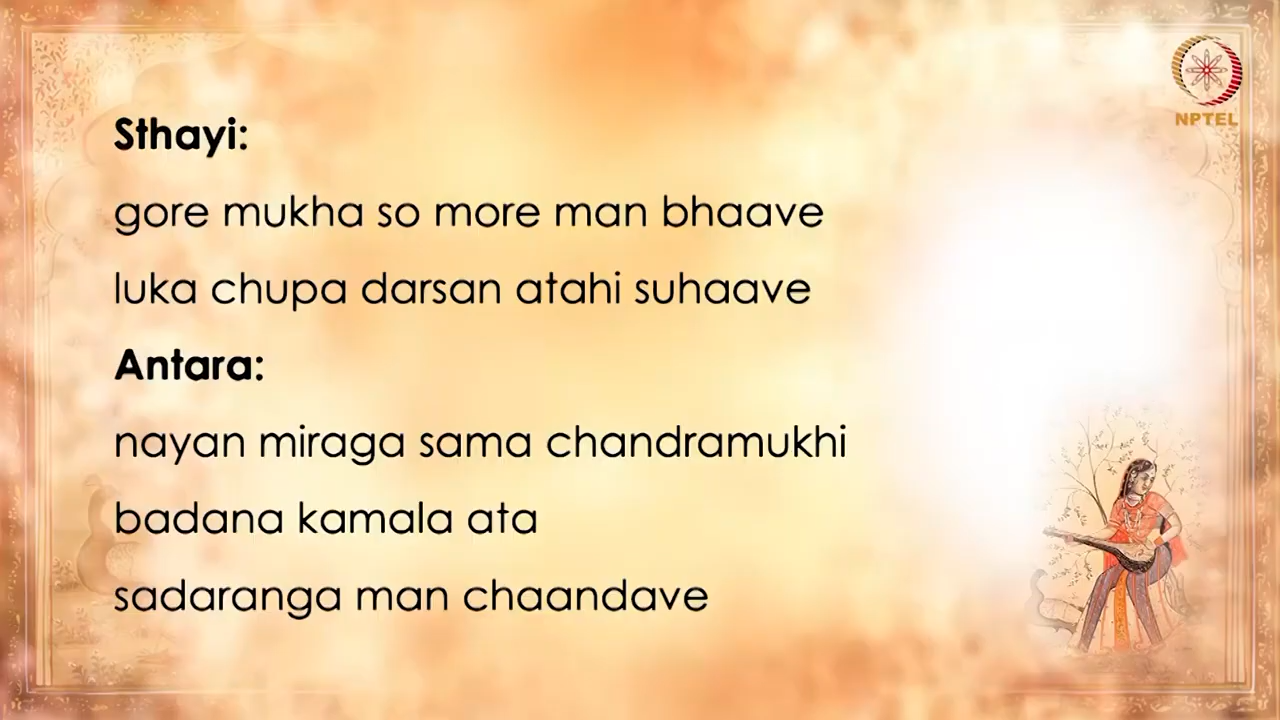 NPTEL
Sthayi:
gore mukha so more man bhaave
luka chupa darsan atahi suhaave
Antara:
nayan miraga sama chandramukhi
badana kamala ata
sadaranga man chaandave